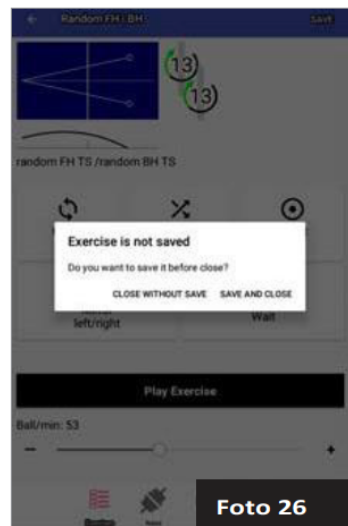 Random FH / BH
SAVE
13
13
random FH TS /random BH TS
Exercise is not saved
Do you want to save it before close?
CLOSE WITHOUT SAVE SAVE AND CLOSE
left/right
Wait
Play Exercise
Ball/min: 53
Foto 26